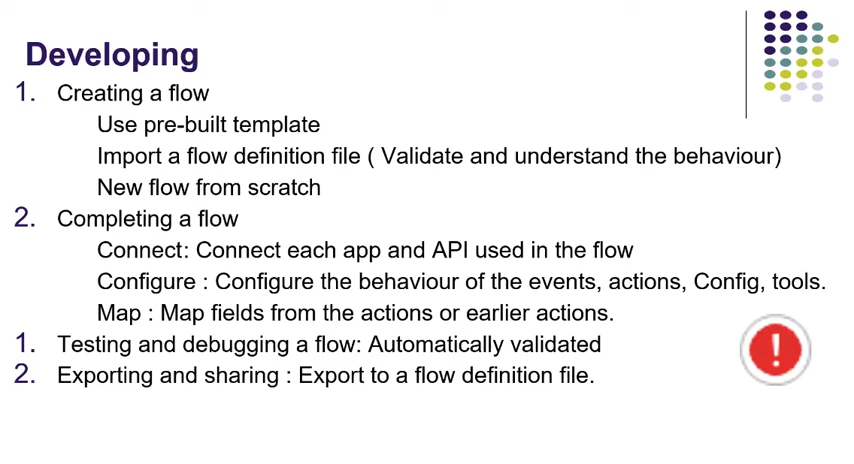 Developing
1. Creating a flow
Use pre-built template
Import a flow definition file ( Validate and understand the behaviour)
New flow from scratch
2. Completing a flow
Connect: Connect each app and API used in the flow
Configure : Configure the behaviour of the events, actions, Config, tools.
Map : Map fields from the actions or earlier actions.
1. Testing and debugging a flow: Automatically validated
2. Exporting and sharing : Export to a flow definition file.
!